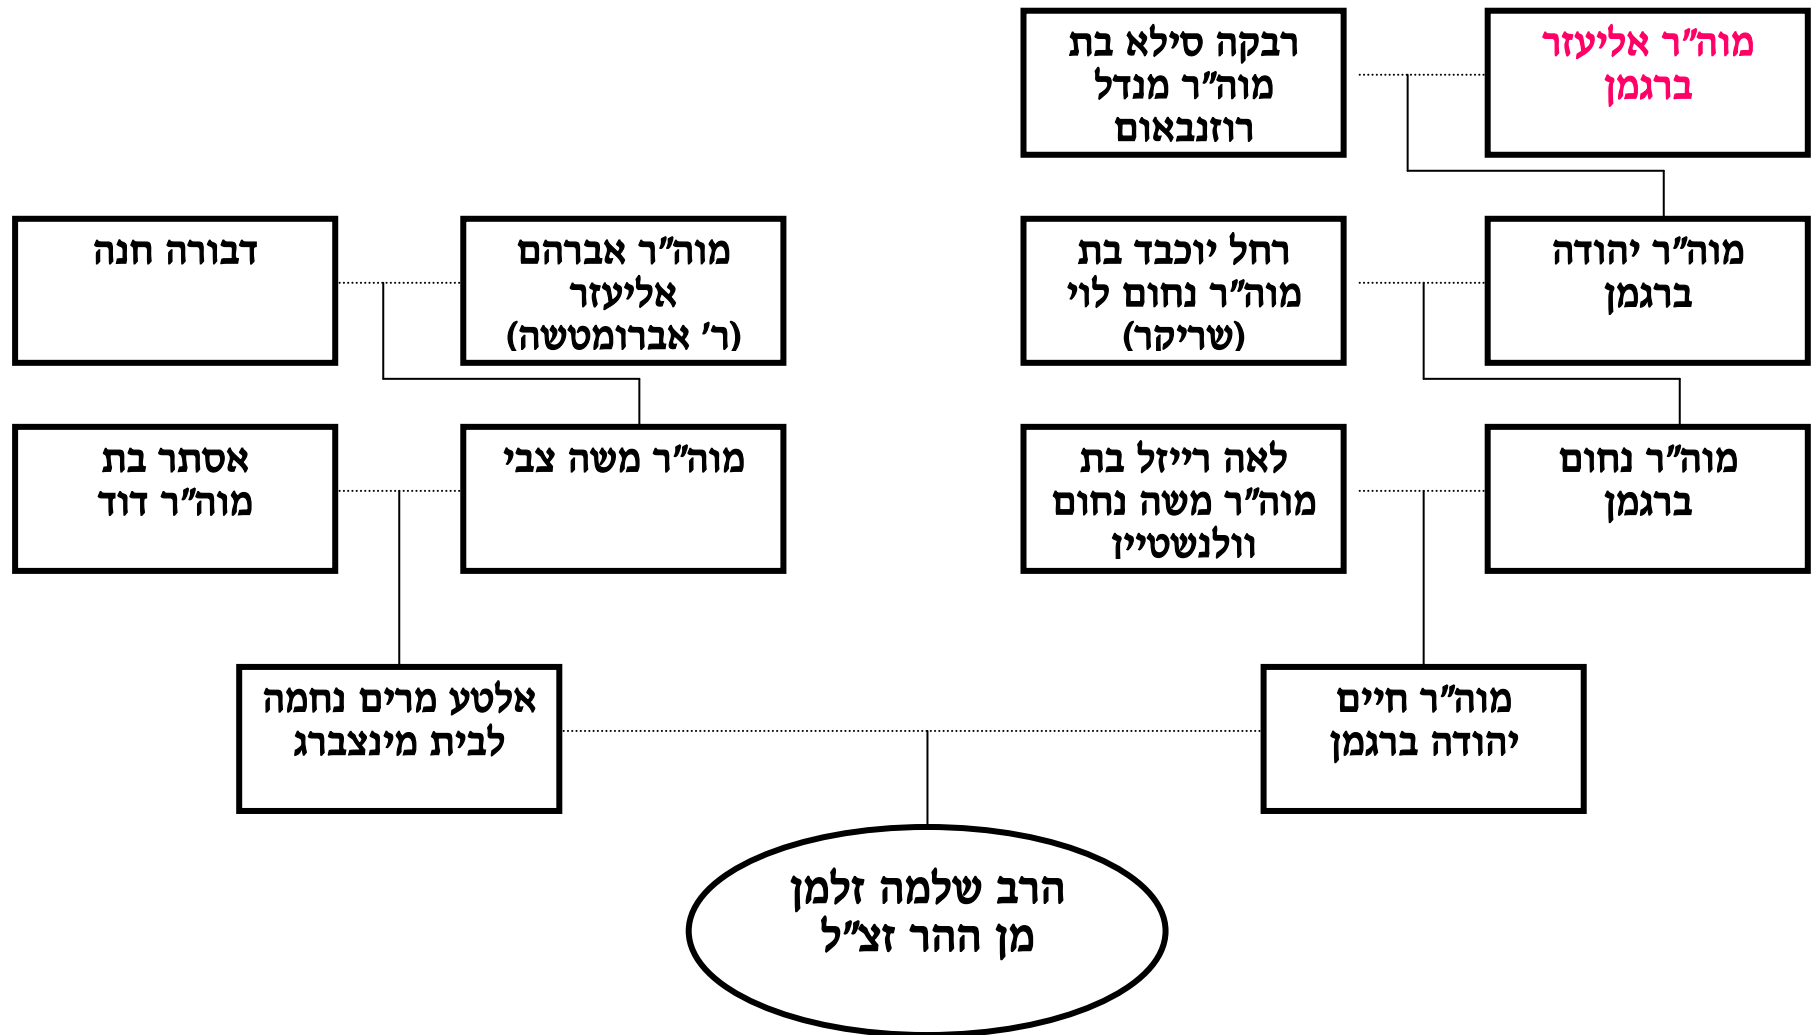 מוה"ר אליעזר
ברגמן
רבקה סילא בת
מוה"ר מנדל
רוזנבאום
מוה"ר יהודה
ברגמן
רחל יוכבד בת
מוה"ר נחום לוי
(שריקר)
מוה"ר אברהם
אליעזר
(ר' אברומטשה)
דבורה חנה
מוה"ר נחום
ברגמן
לאה רייזל בת
מוה"ר משה נחום
וולנשטיין
מוה"ר משה צבי
אסתר בת
מוה"ר דוד
מוה"ר חיים
יהודה ברגמן
אלטע מרים נחמה
לבית מינצברג
הרב שלמה זלמן
מן ההר זצ"ל